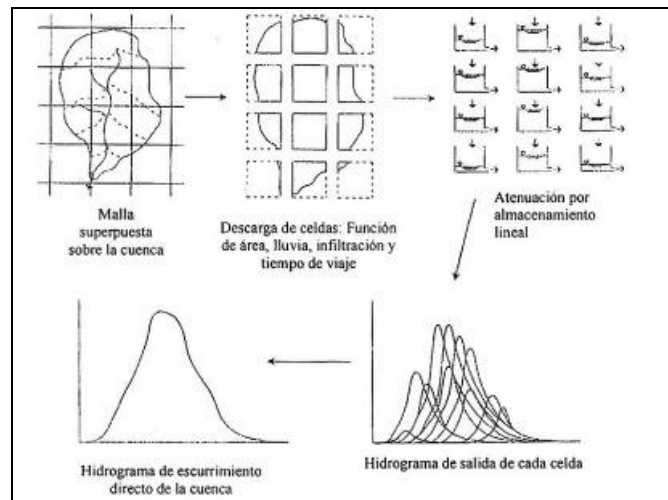 Malla
superpuesta
sobre la cuenca
Descarga de celdas: Función
de área, lluvia, infiltración y
tiempo de viaje
Atenuación por
almacenamiento
lineal
Hidrograma de escurrimiento
directo de la cuenca
Hidrograma de salida de cada celda